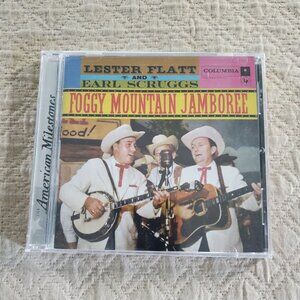 LESTER FLATT
AND
EARL SCRUGGS
COLUMBIA
FOGGY MOUNTAIN JAMBOREE
ood!
American Milestones